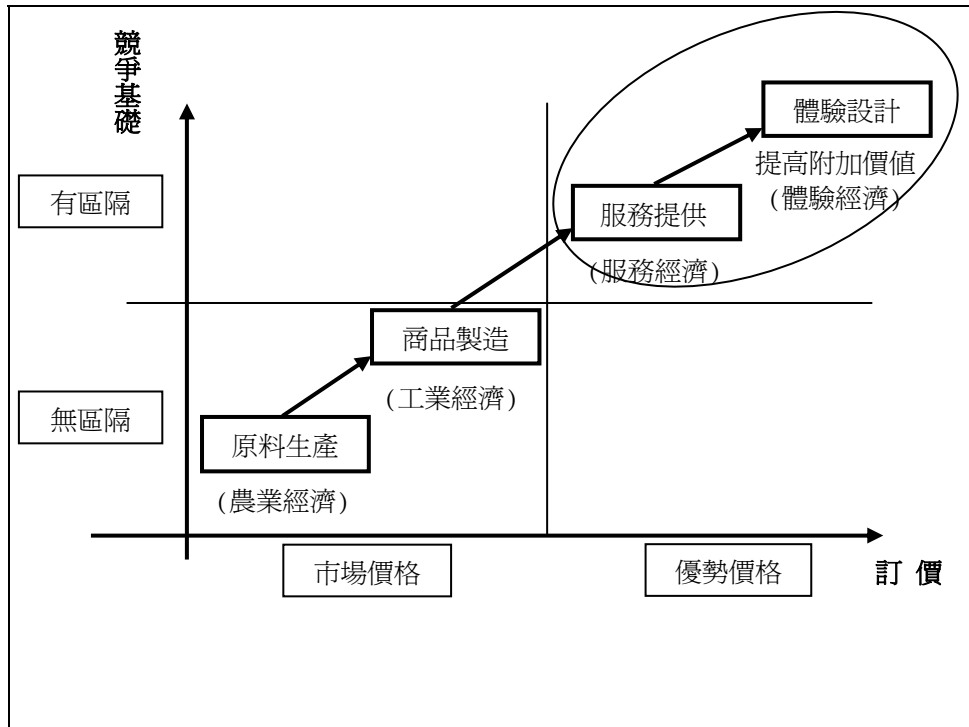 競爭基礎
體驗設計
提高附加價值
(體驗經濟)
有區隔
服務提供
(服務經濟)
商品製造
(工業經濟)
無區隔
原料生產
(農業經濟)
市場價格
優勢價格
訂 價